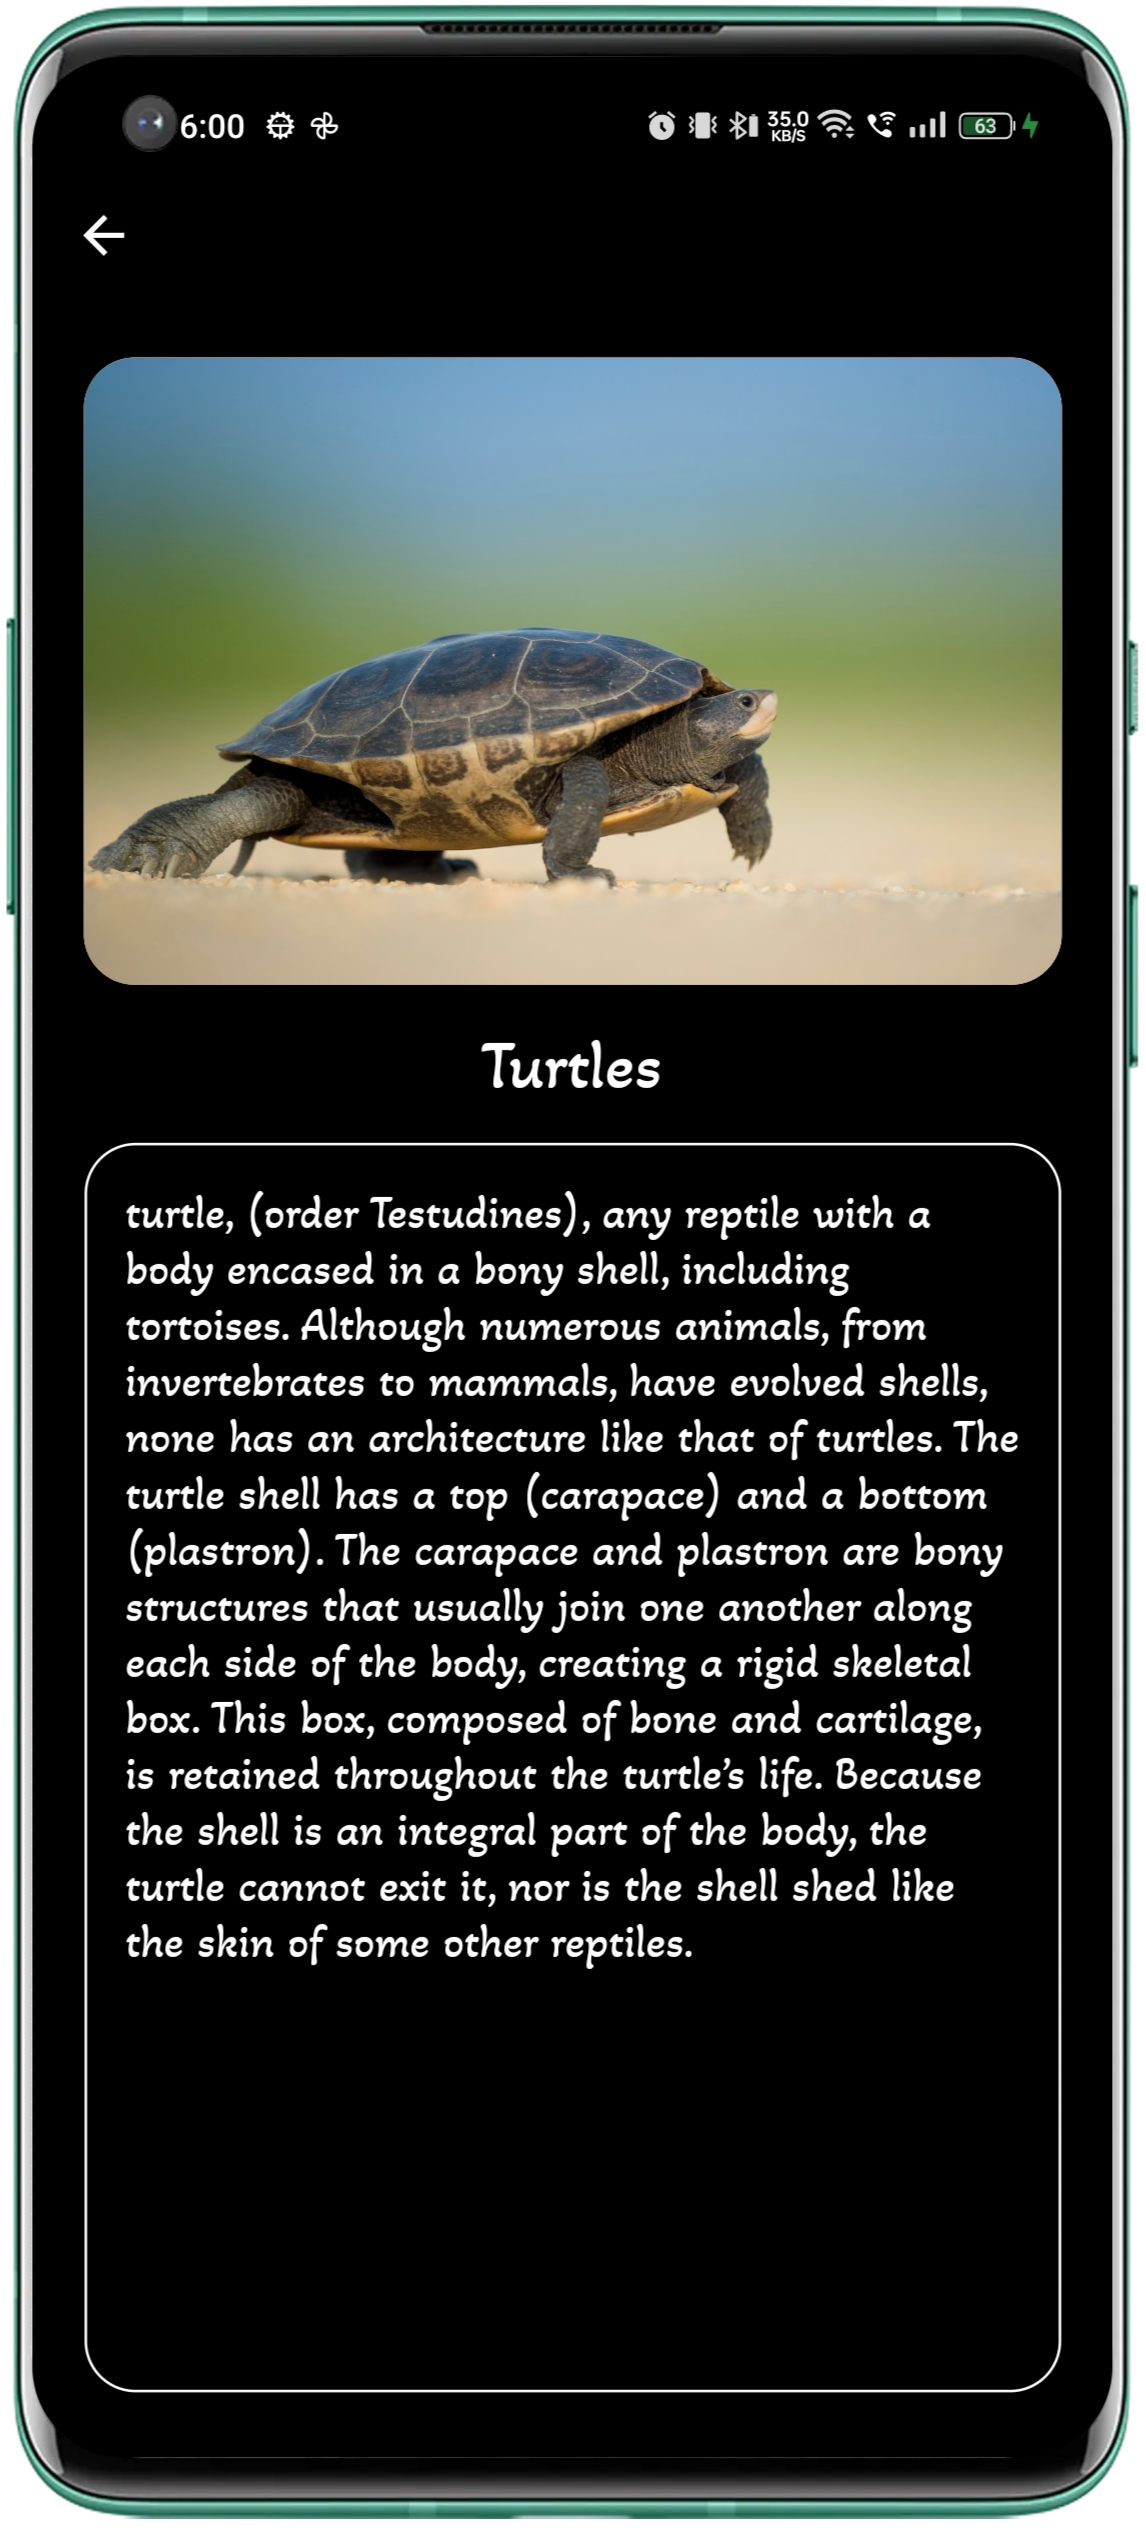 6:00 35.0 KB/S 63
Turtles
turtle, (order Testudines), any reptile with a
body encased in a bony shell, including
tortoises. Although numerous animals, from
invertebrates to mammals, have evolved shells,
none has an architecture like that of turtles. The
turtle shell has a top (carapace) and a bottom
(plastron). The carapace and plastron are bony
structures that usually join one another along
each side of the body, creating a rigid skeletal
box. This box, composed of bone and cartilage,
is retained throughout the turtle’s life. Because
the shell is an integral part of the body, the
turtle cannot exit it, nor is the shell shed like
the skin of some other reptiles.